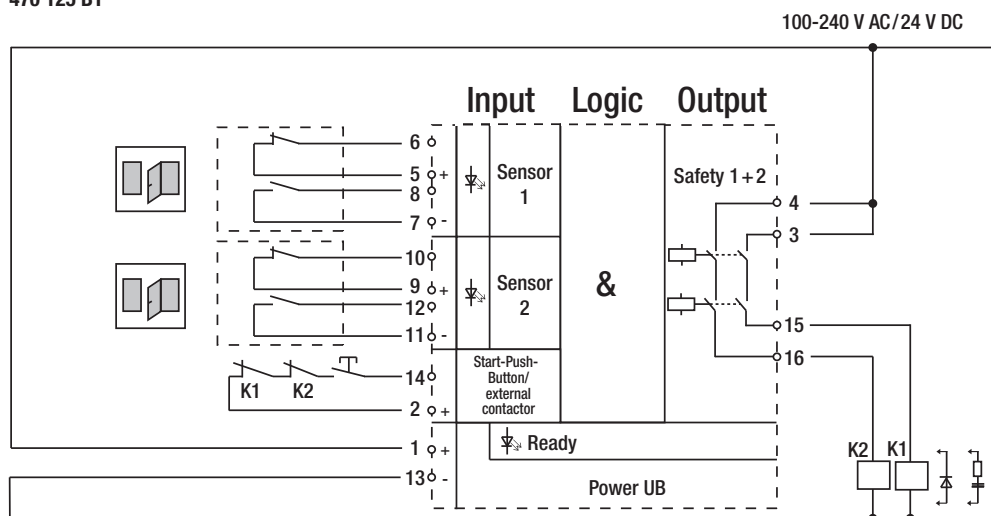 470 123 D1
100-240 V AC/24 V DC
Input Logic Output
6
5 +
8
7 -
Sensor
1
Safety 1+2
4
3
10
9 +
12
11 -
Sensor
2
&
15
16
K1 K2
14
2 +
Start-Push-
Button/
external
contactor
1 +
Ready
13 -
Power UB
K2 K1